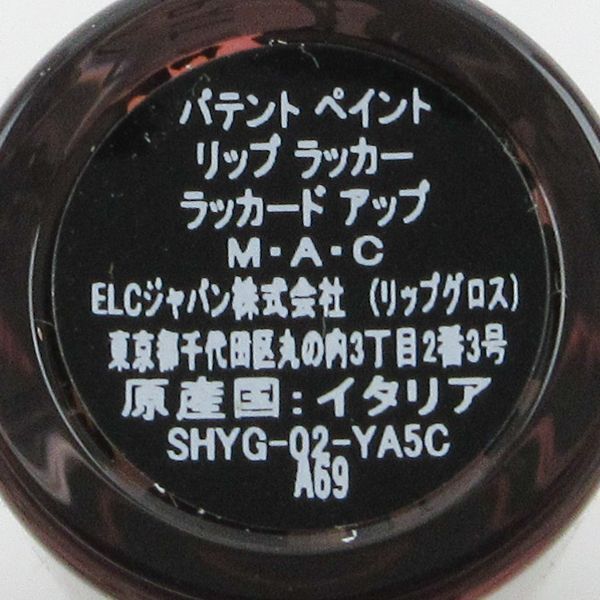 パテント ペイント
リップ ラッカー
ラッカード アップ
M・A・C
ELCジャパン株式会社 (リップグロス)
東京都千代田区丸の内3丁目2番3号
原産国:イタリア
SHYG-02-YA5C
A69